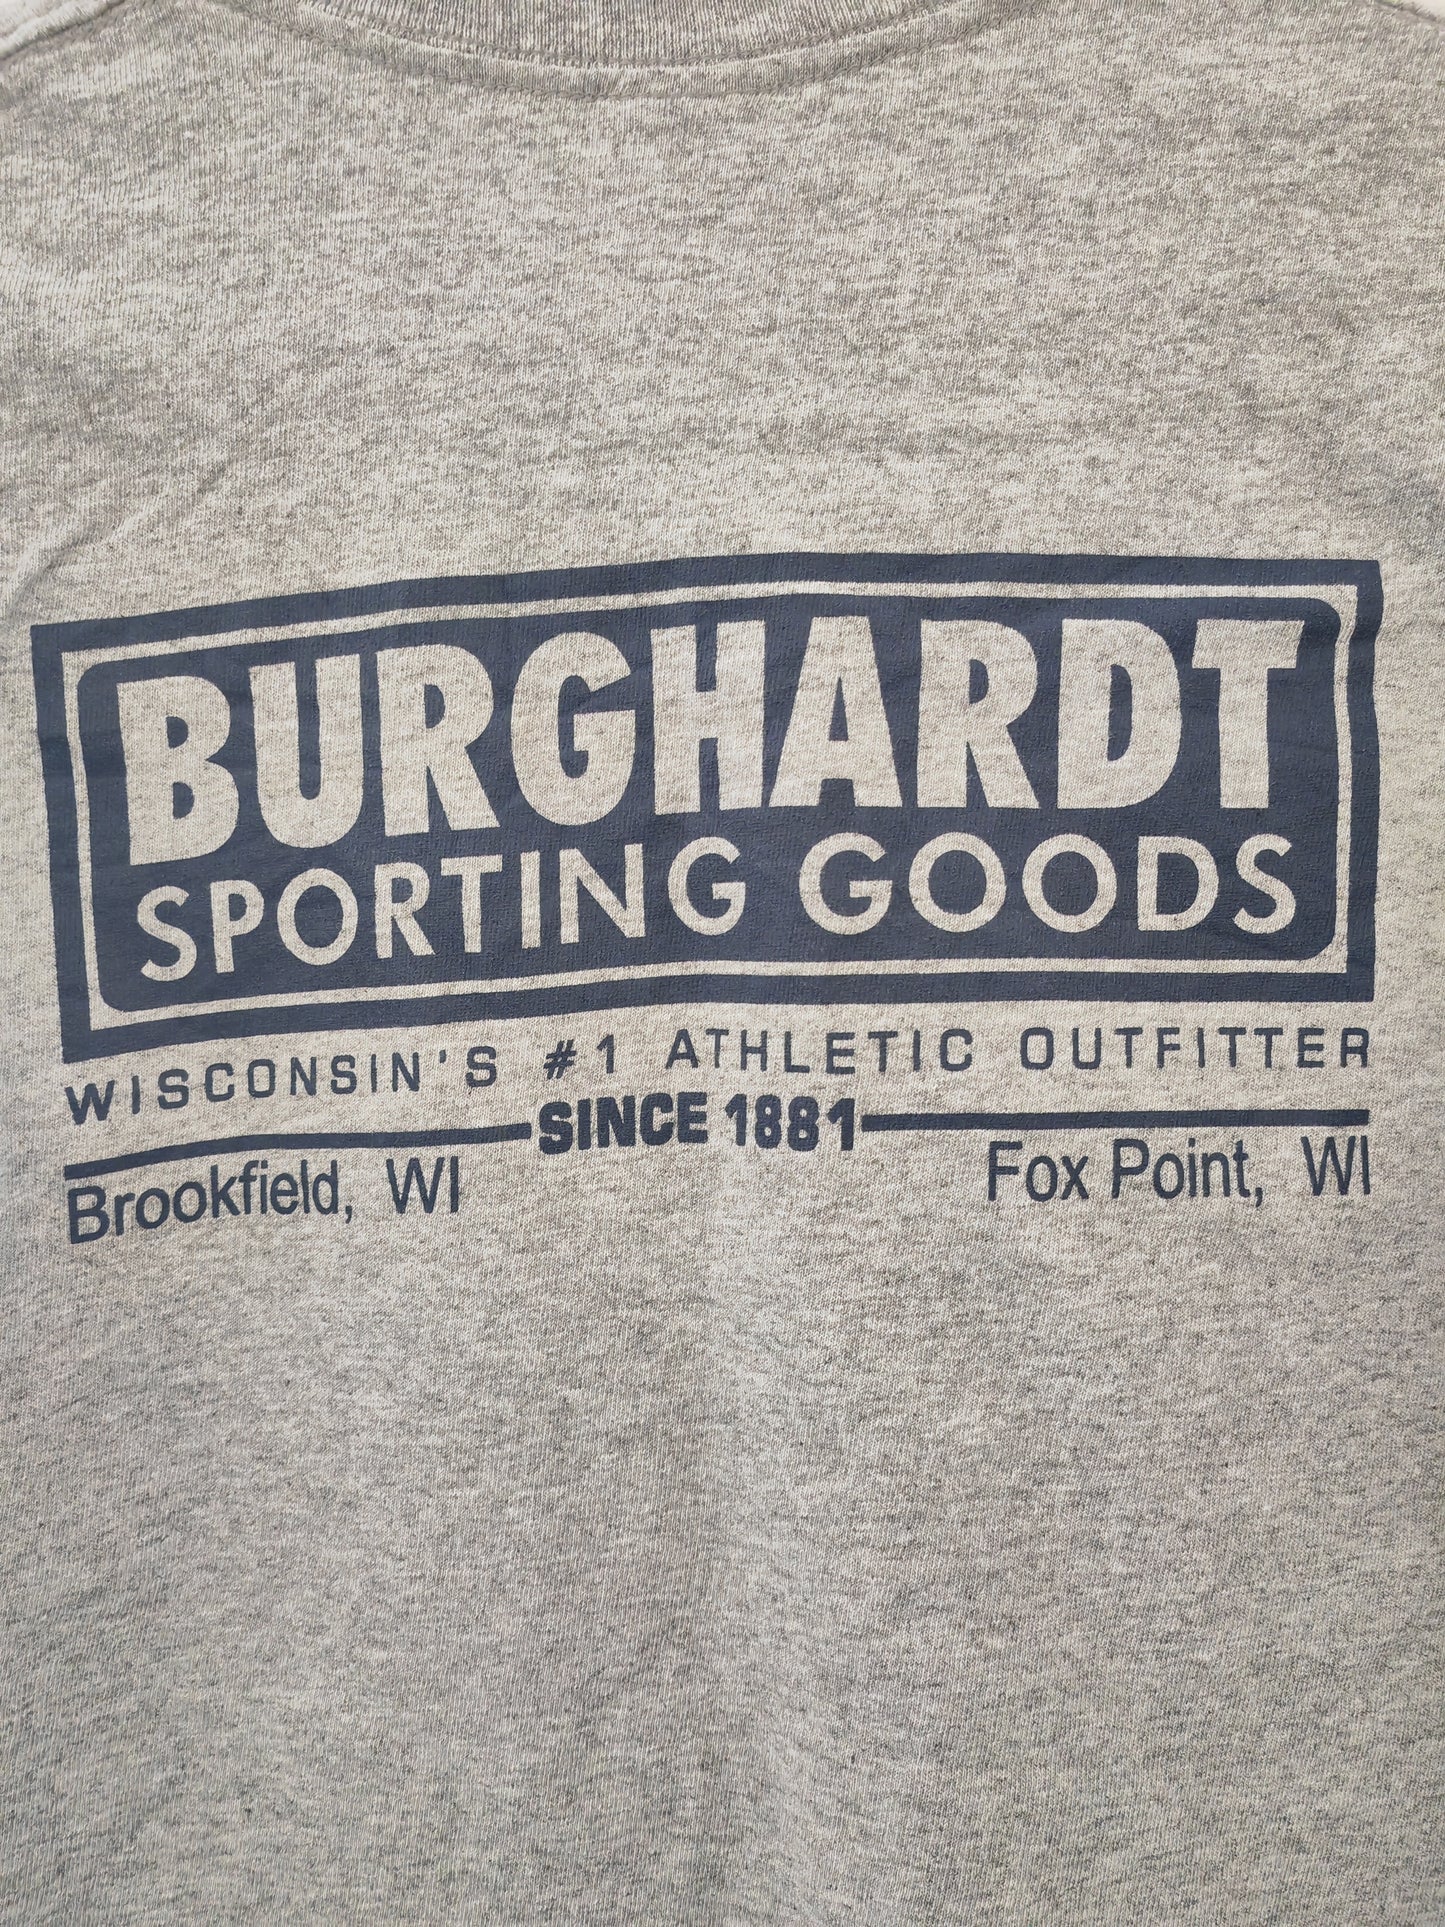 BURGHARDT
SPORTING GOODS
WISCONSIN'S #1 ATHLETIC OUTFITTER
SINCE 1881
Brookfield, WI Fox Point, WI